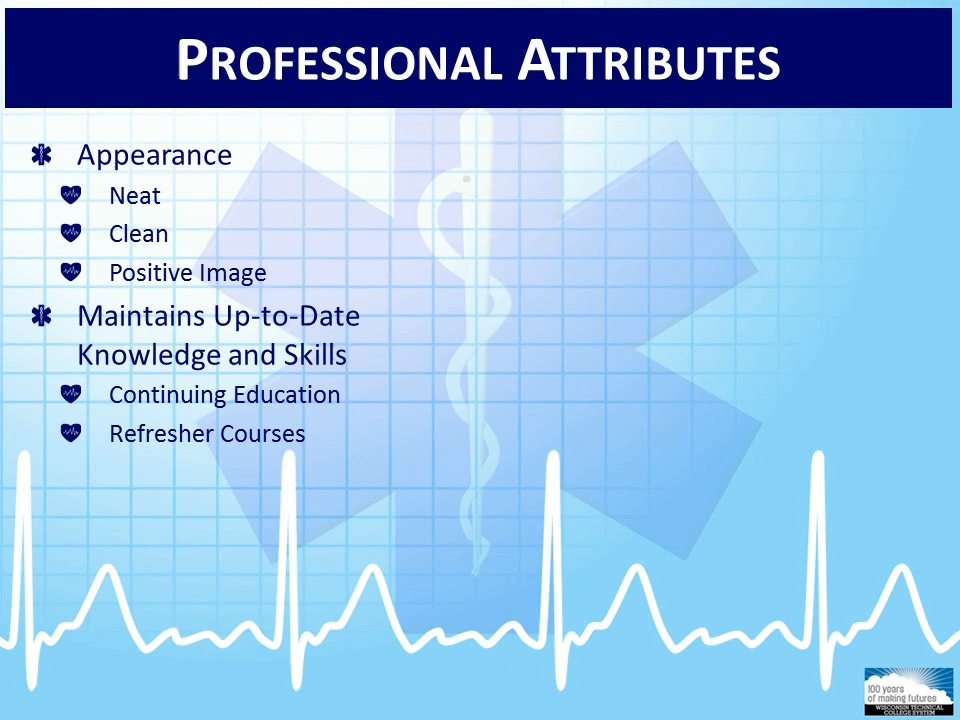 PROFESSIONAL ATTRIBUTES
Appearance
Neat
Clean
Positive Image
Maintains Up-to-Date
Knowledge and Skills
Continuing Education
Refresher Courses
100 years
of making futures
WISCONSIN TECHNICAL
COLLEGE SYSTEM